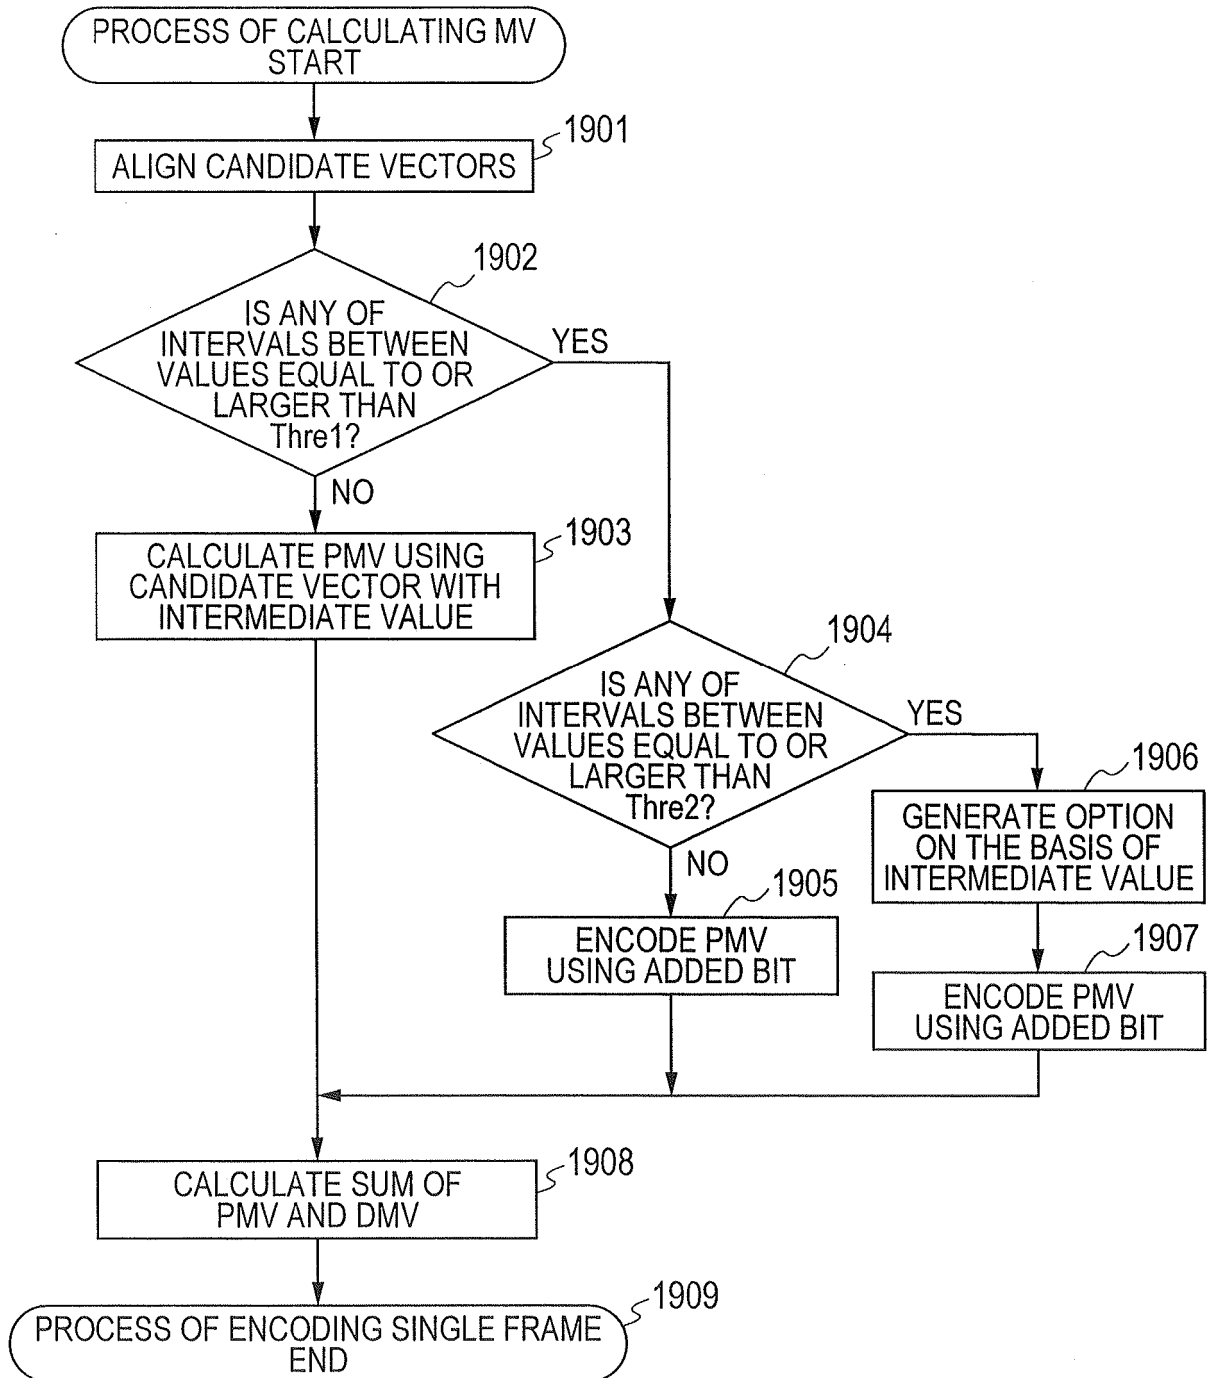 PROCESS OF CALCULATING MV
START
1901
ALIGN CANDIDATE VECTORS
1902
IS ANY OF
INTERVALS BETWEEN
VALUES EQUAL TO OR
LARGER THAN
Thre1?
YES
NO
1903
CALCULATE PMV USING
CANDIDATE VECTOR WITH
INTERMEDIATE VALUE
1904
IS ANY OF
INTERVALS BETWEEN
VALUES EQUAL TO OR
LARGER THAN
Thre2?
YES
NO
1906
GENERATE OPTION
ON THE BASIS OF
INTERMEDIATE VALUE
1905
ENCODE PMV
USING ADDED BIT
1907
ENCODE PMV
USING ADDED BIT
1908
CALCULATE SUM OF
PMV AND DMV
1909
PROCESS OF ENCODING SINGLE FRAME
END